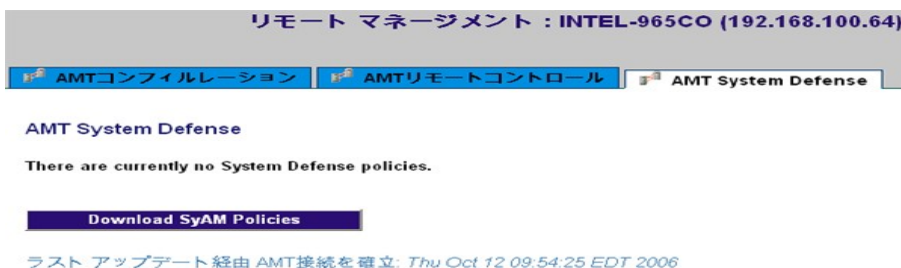 リモート マネージメント : INTEL-965CO (192.168.100.64)
AMTコンフィルレーション AMTリモートコントロール AMT System Defense
AMT System Defense
There are currently no System Defense policies.
Download SyAM Policies
ラスト アップデート経由 AMT接続を確立: Thu Oct 12 09:54:25 EDT 2006